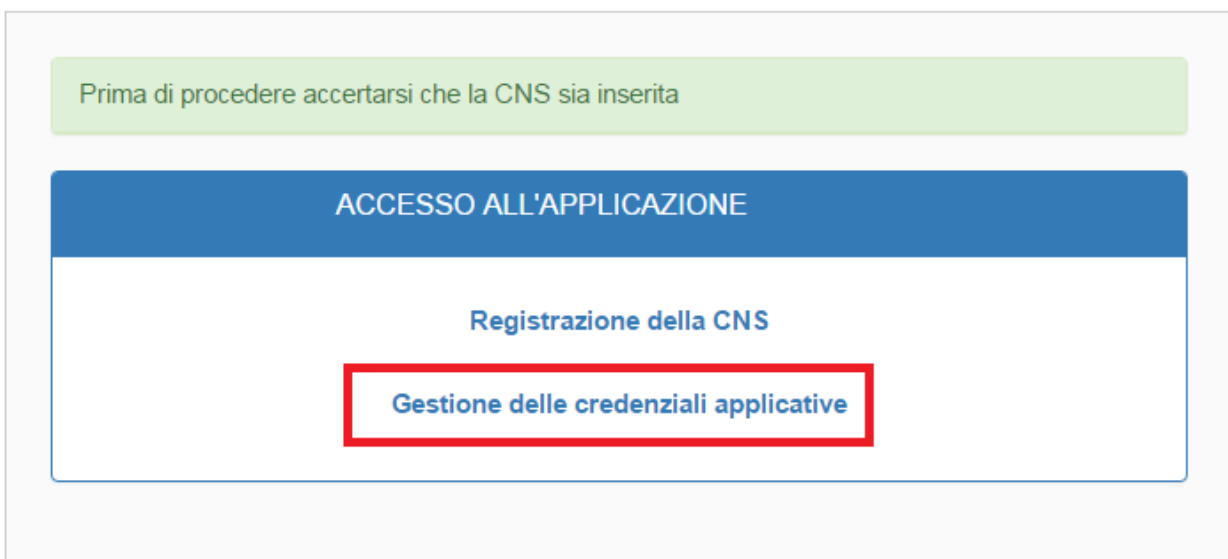 Prima di procedere accertarsi che la CNS sia inserita
ACCESSO ALL'APPLICAZIONE
Registrazione della CNS
Gestione delle credenziali applicative